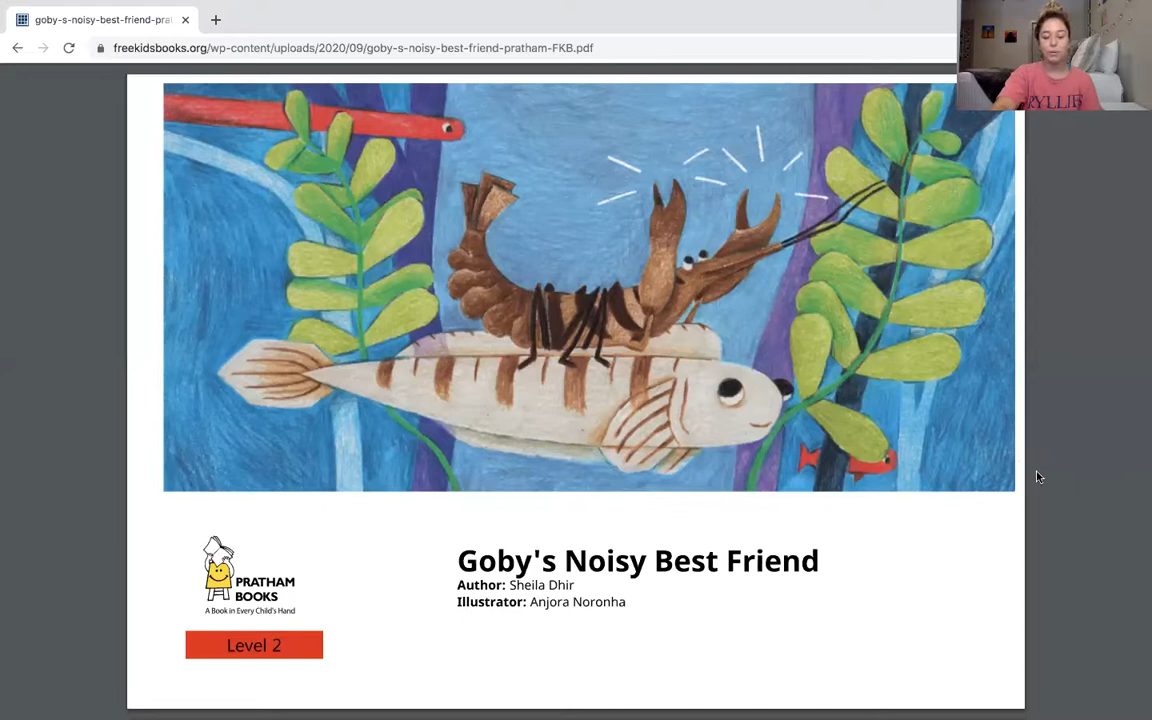 goby-s-noisy-best-friend-prat
freekidsbooks.org/wp-content/uploads/2020/09/goby-s-noisy-best-friend-pratham-FKB.pdf
RYLLIE
PRATHAM
BOOKS
A Book in Every Child's Hand
Level 2
Goby's Noisy Best Friend
Author: Sheila Dhir
Illustrator: Anjora Noronha